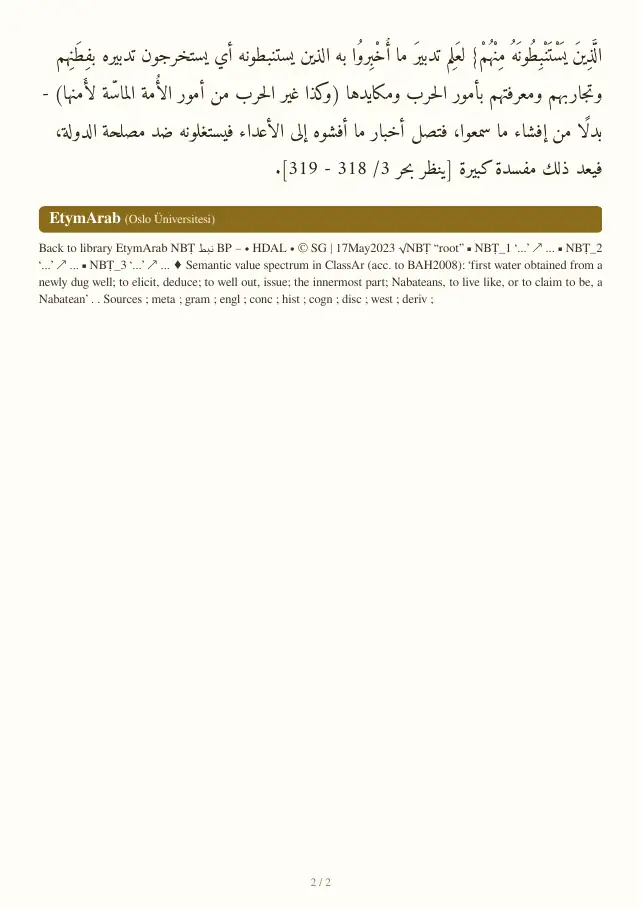 الَّذِينَ يَسْتَنْبِطُونَهُ مِنْهُمْ} لعَلِم تدبيرَ ما أُخْبِروُا به الذين يستنبطونه أي يستخرجون تدبيره بفِطَنِهم
وتجاربهم ومعرفتهم بأمور الحرب ومكايدها (وكذا غير الحرب من أمور الأُمة الماسّة لأَمنها) -
بدلًا من إفشاء ما سمعوا، فتصل أخبار ما أفشوه إلى الأعداء فيستغلونه ضد مصلحة الدولة،
فيعد ذلك مفسدة كبيرة [ينظر بحر 3/ 318 - 319].
EtymArab (Oslo Üniversitesi)
Back to library EtymArab NBṬ نبط BP – • HDAL • © SG | 17May2023 √NBṬ “root” ▪ NBṬ_1 ‘...’ ↗ ... ▪ NBṬ_2
‘...’ ↗ ... ▪ NBṬ_3 ‘...’ ↗ ... ♦ Semantic value spectrum in ClassAr (acc. to BAH2008): ‘first water obtained from a
newly dug well; to elicit, deduce; to well out, issue; the innermost part; Nabateans, to live like, or to claim to be, a
Nabatean’ . . Sources ; meta ; gram ; engl ; conc ; hist ; cogn ; disc ; west ; deriv ;
2 / 2